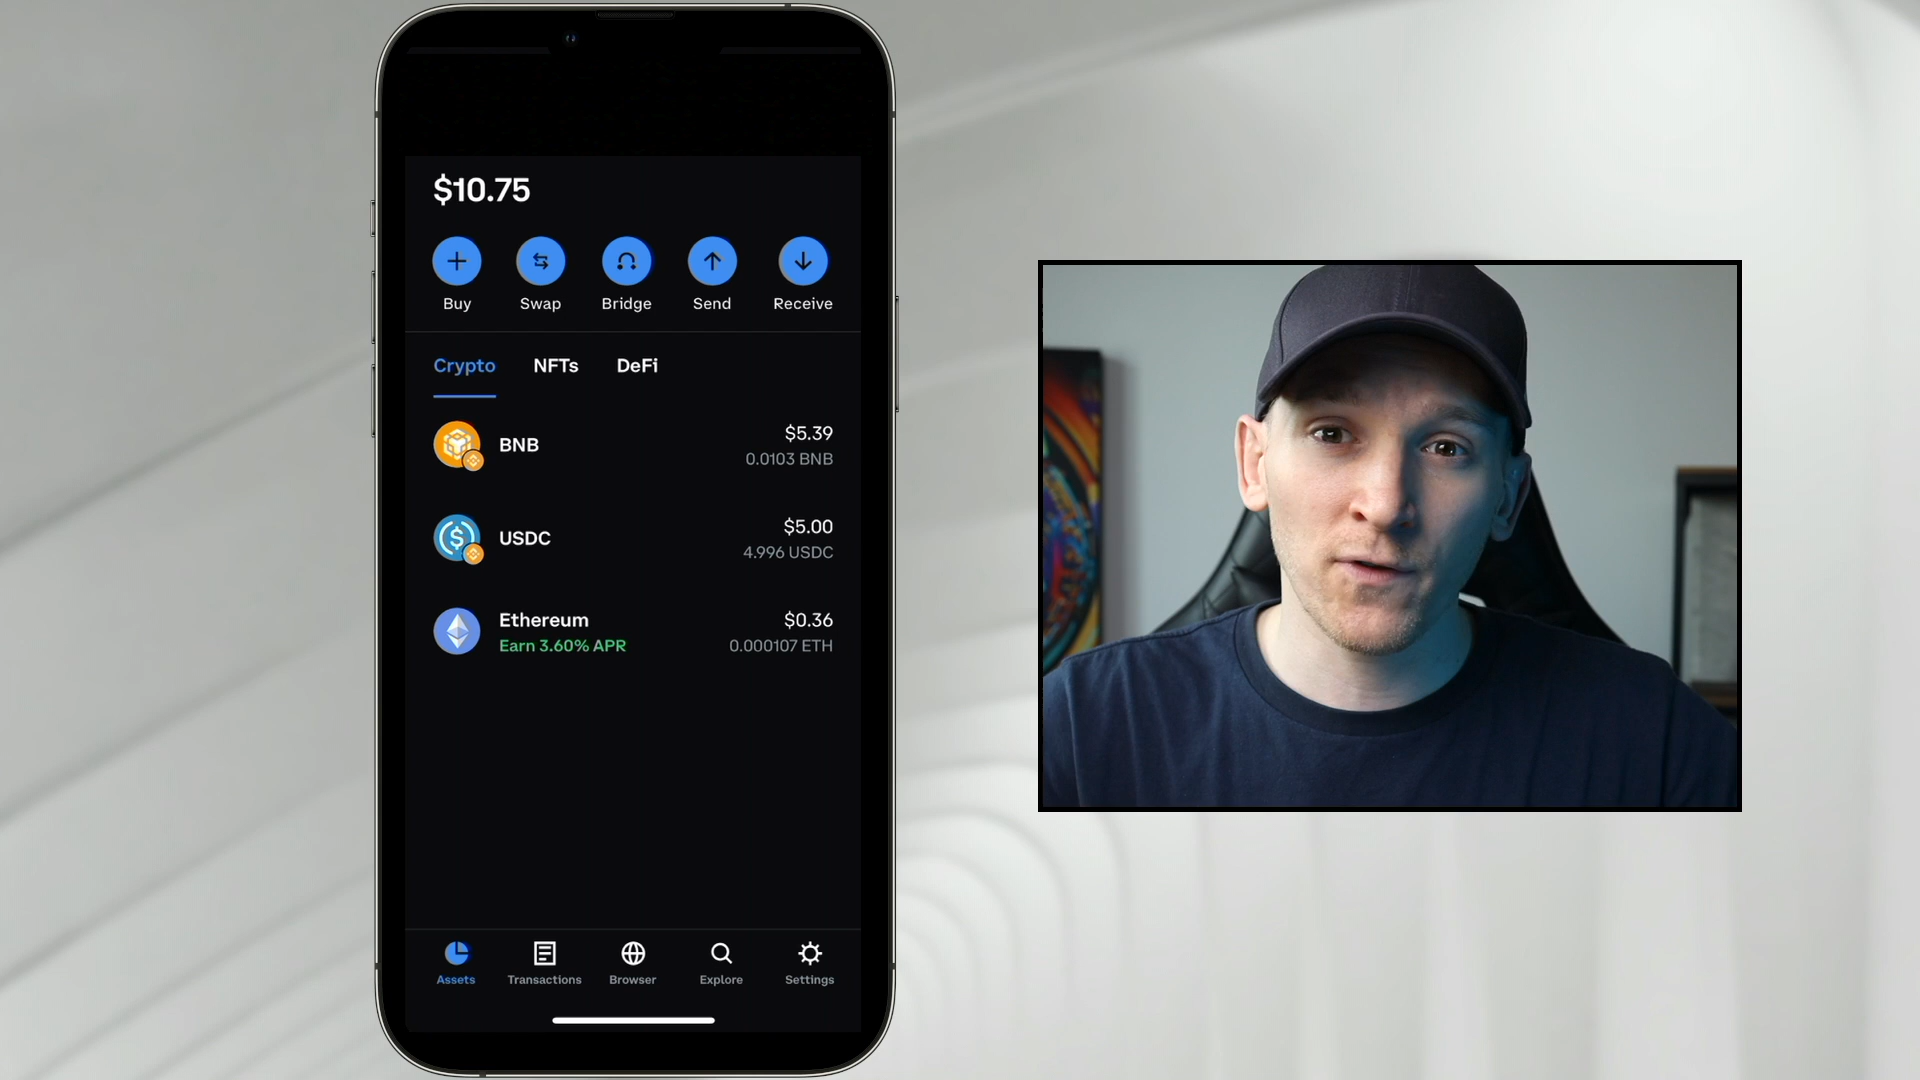 $10.75
Buy Swap Bridge Send Receive
Crypto NFTs DeFi
BNB $5.39
0.0103 BNB
USDC $5.00
4.996 USDC
Ethereum $0.36
Earn 3.60% APR 0.000107 ETH
Assets Transactions Browser Explore Settings